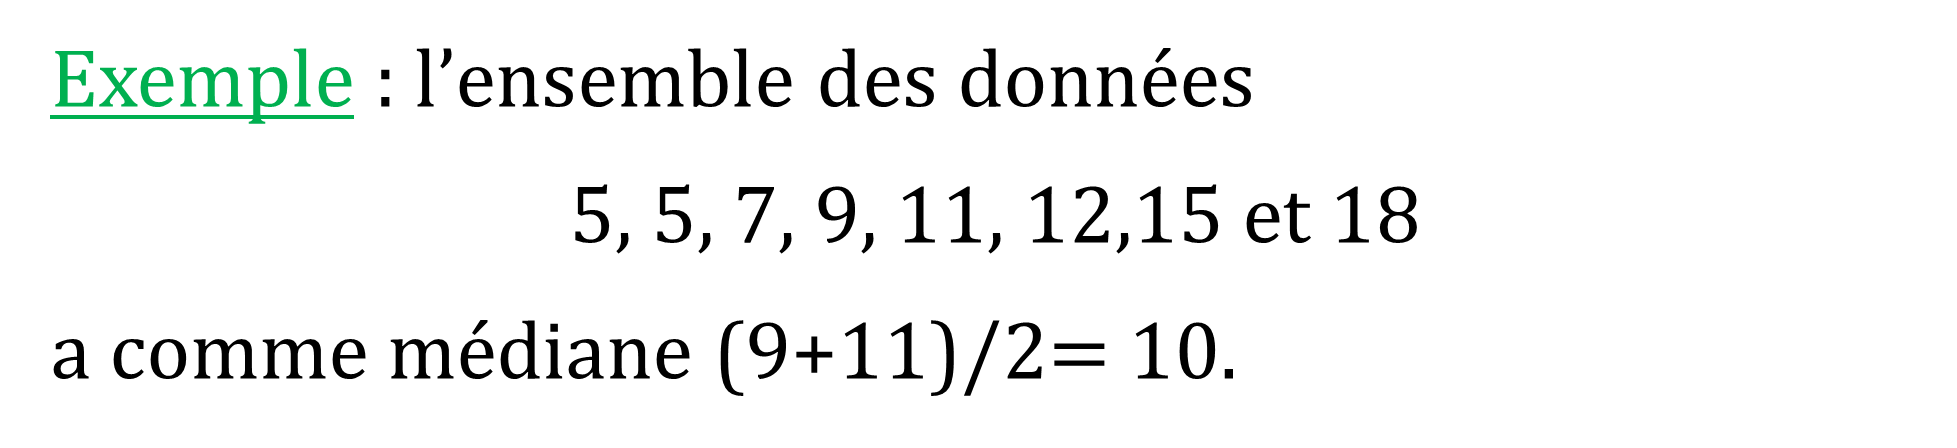 Exemple : l’ensemble des données
5, 5, 7, 9, 11, 12,15 et 18
a comme médiane (9+11)/2= 10.